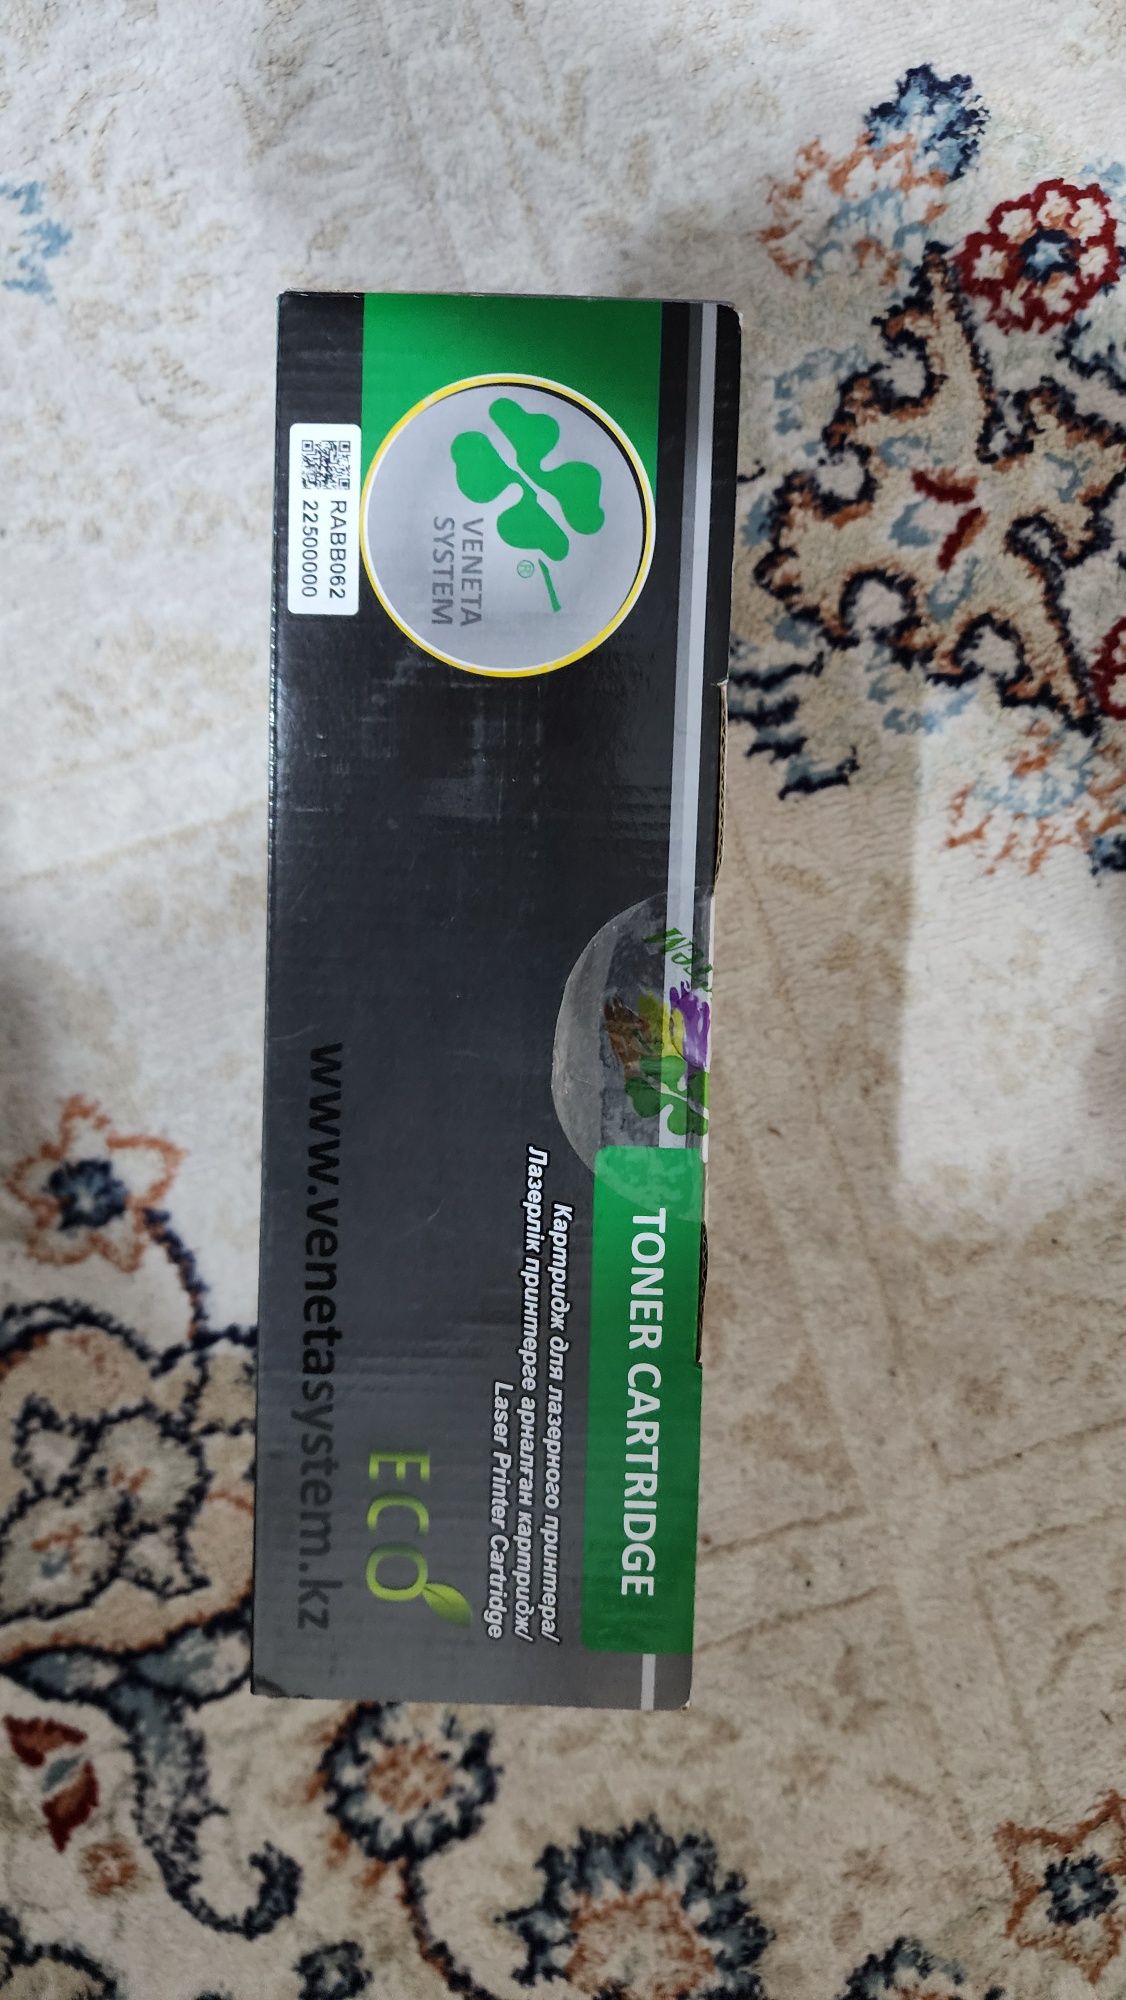 VENETA
SYSTEM
®
RABB062
22500000
TONER CARTRIDGE
Картридж для лазерного принтера/
Лазерлік принтерге арналған картридж/
Laser Printer Cartridge
ECO
www.venetasystem.kz